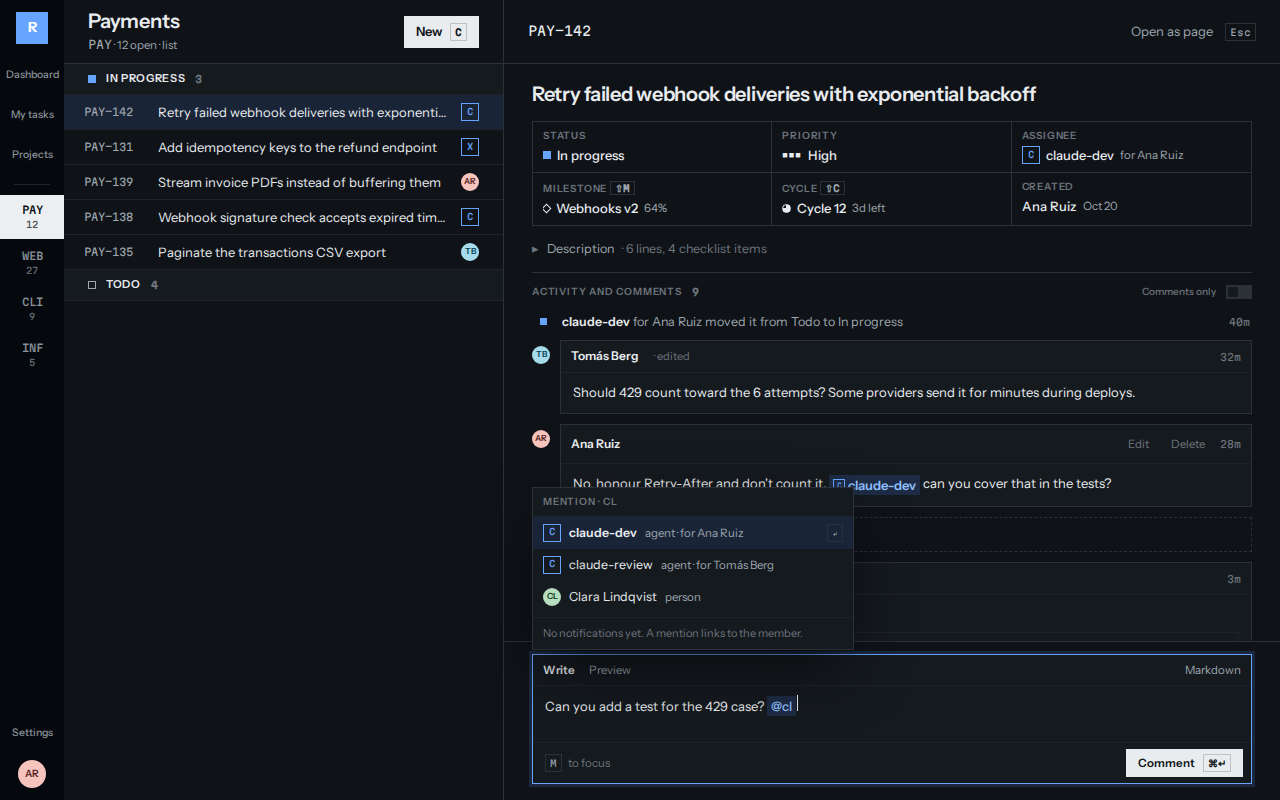 R
Dashboard
My tasks
Projects
PAY
12
WEB
27
CLI
9
INF
5
Settings
AR
Payments
PAY · 12 open · list
New C
IN PROGRESS 3
PAY-142 Retry failed webhook deliveries with exponenti... C
PAY-131 Add idempotency keys to the refund endpoint X
PAY-139 Stream invoice PDFs instead of buffering them AR
PAY-138 Webhook signature check accepts expired tim... C
PAY-135 Paginate the transactions CSV export TB
TODO 4
PAY-142
Open as page Esc
Retry failed webhook deliveries with exponential backoff
STATUS
In progress
PRIORITY
High
ASSIGNEE
C claude-dev for Ana Ruiz
MILESTONE ⇧M
Webhooks v2 64%
CYCLE ⇧C
Cycle 12 3d left
CREATED
Ana Ruiz Oct 20
Description · 6 lines, 4 checklist items
ACTIVITY AND COMMENTS 9
Comments only
claude-dev for Ana Ruiz moved it from Todo to In progress 40m
TB Tomás Berg · edited 32m
Should 429 count toward the 6 attempts? Some providers send it for minutes during deploys.
AR Ana Ruiz Edit Delete 28m
No, honour Retry-After and don't count it. C claude-dev can you cover that in the tests?
3m
MENTION · CL
C claude-dev agent · for Ana Ruiz ↵
C claude-review agent · for Tomás Berg
CL Clara Lindqvist person
No notifications yet. A mention links to the member.
Write Preview Markdown
Can you add a test for the 429 case? @cl
M to focus
Comment ⌘↵